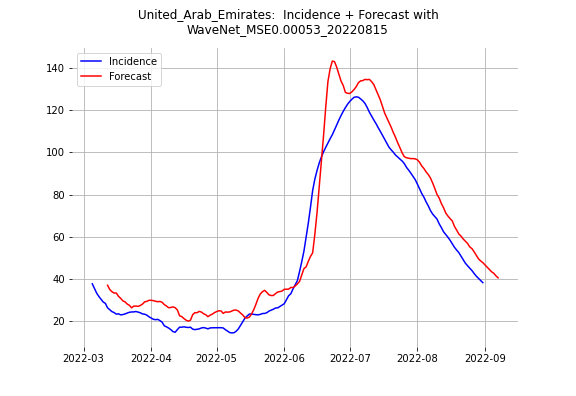 United_Arab_Emirates:  Incidence + Forecast with
WaveNet_MSE0.00053_20220815
Incidence
Forecast
140
120
100
80
60
40
20
2022-03 2022-04 2022-05 2022-06 2022-07 2022-08 2022-09